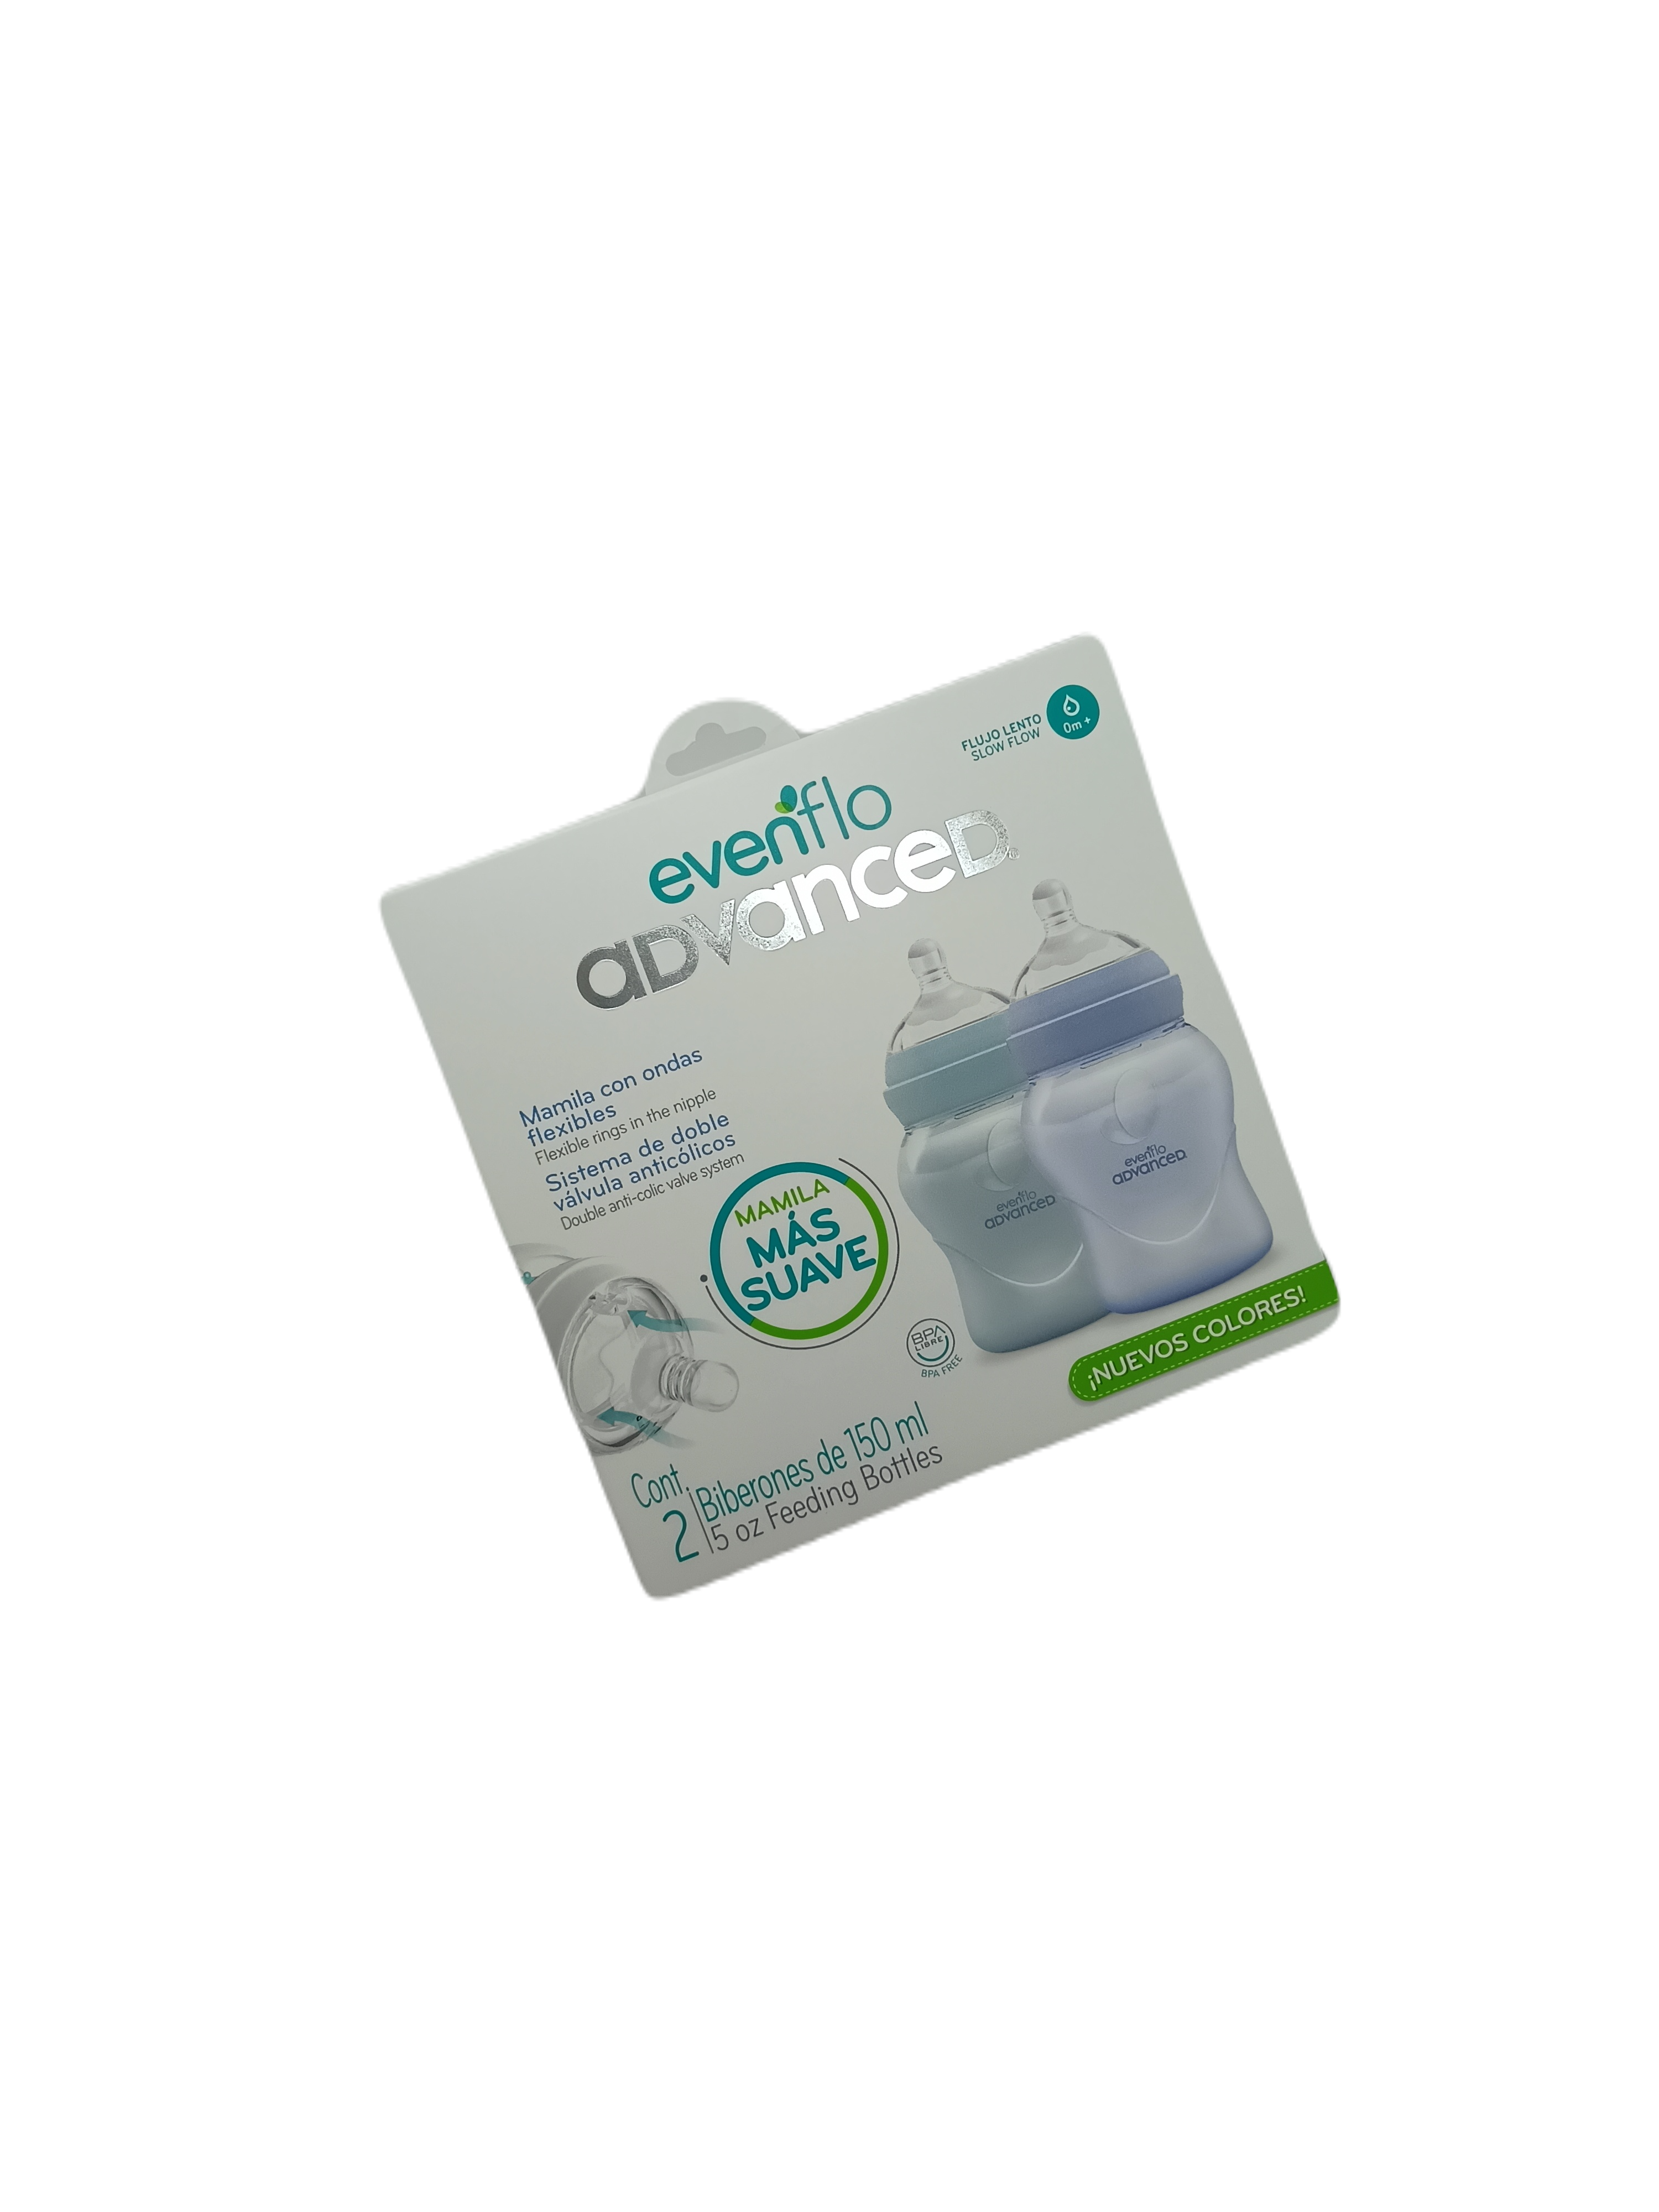 FLUJO LENTO
SLOW FLOW
0m +
evenflo
advanced®
Mamila con ondas
flexibles
Flexible rings in the nipple
Sistema de doble
válvula anticólicos
Double anti-colic valve system
MAMILA
MÁS
SUAVE
evenflo
advanced
evenflo
advanced
BPA
LIBRE
BPA FREE
¡NUEVOS COLORES!
Cont.
2
Biberones de 150 ml
5 oz Feeding Bottles